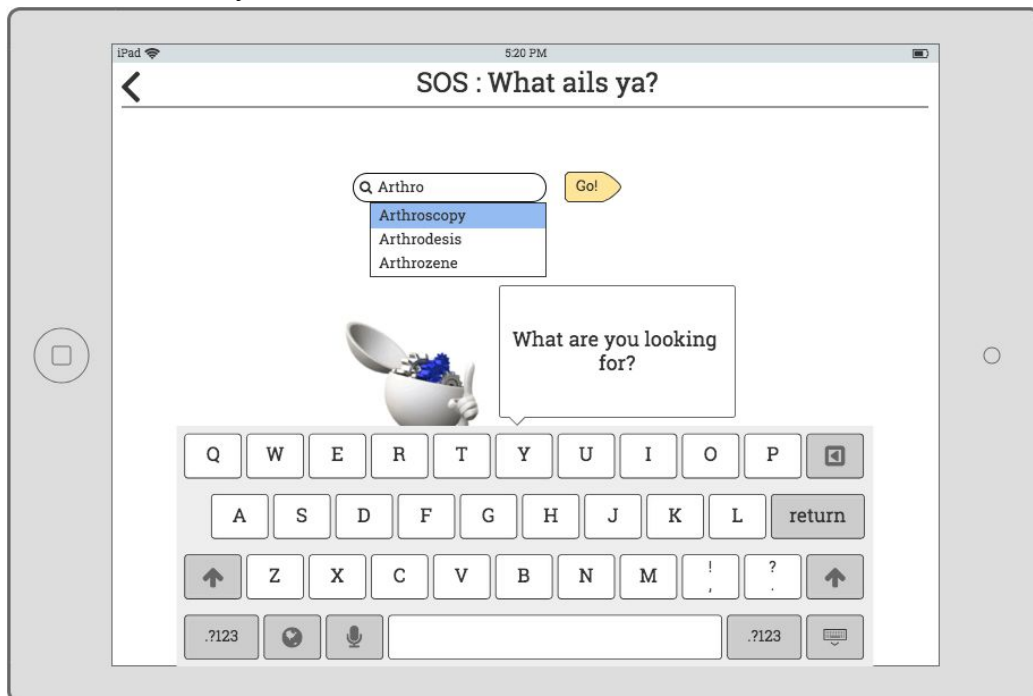 iPad
5:20 PM
SOS : What ails ya?
Arthro
Go!
Arthroscopy
Arthrodesis
Arthrozene
What are you looking
for?
Q W E R T Y U I O P
A S D F G H J K L return
Z X C V B N M ! , ? .
.?123 .?123